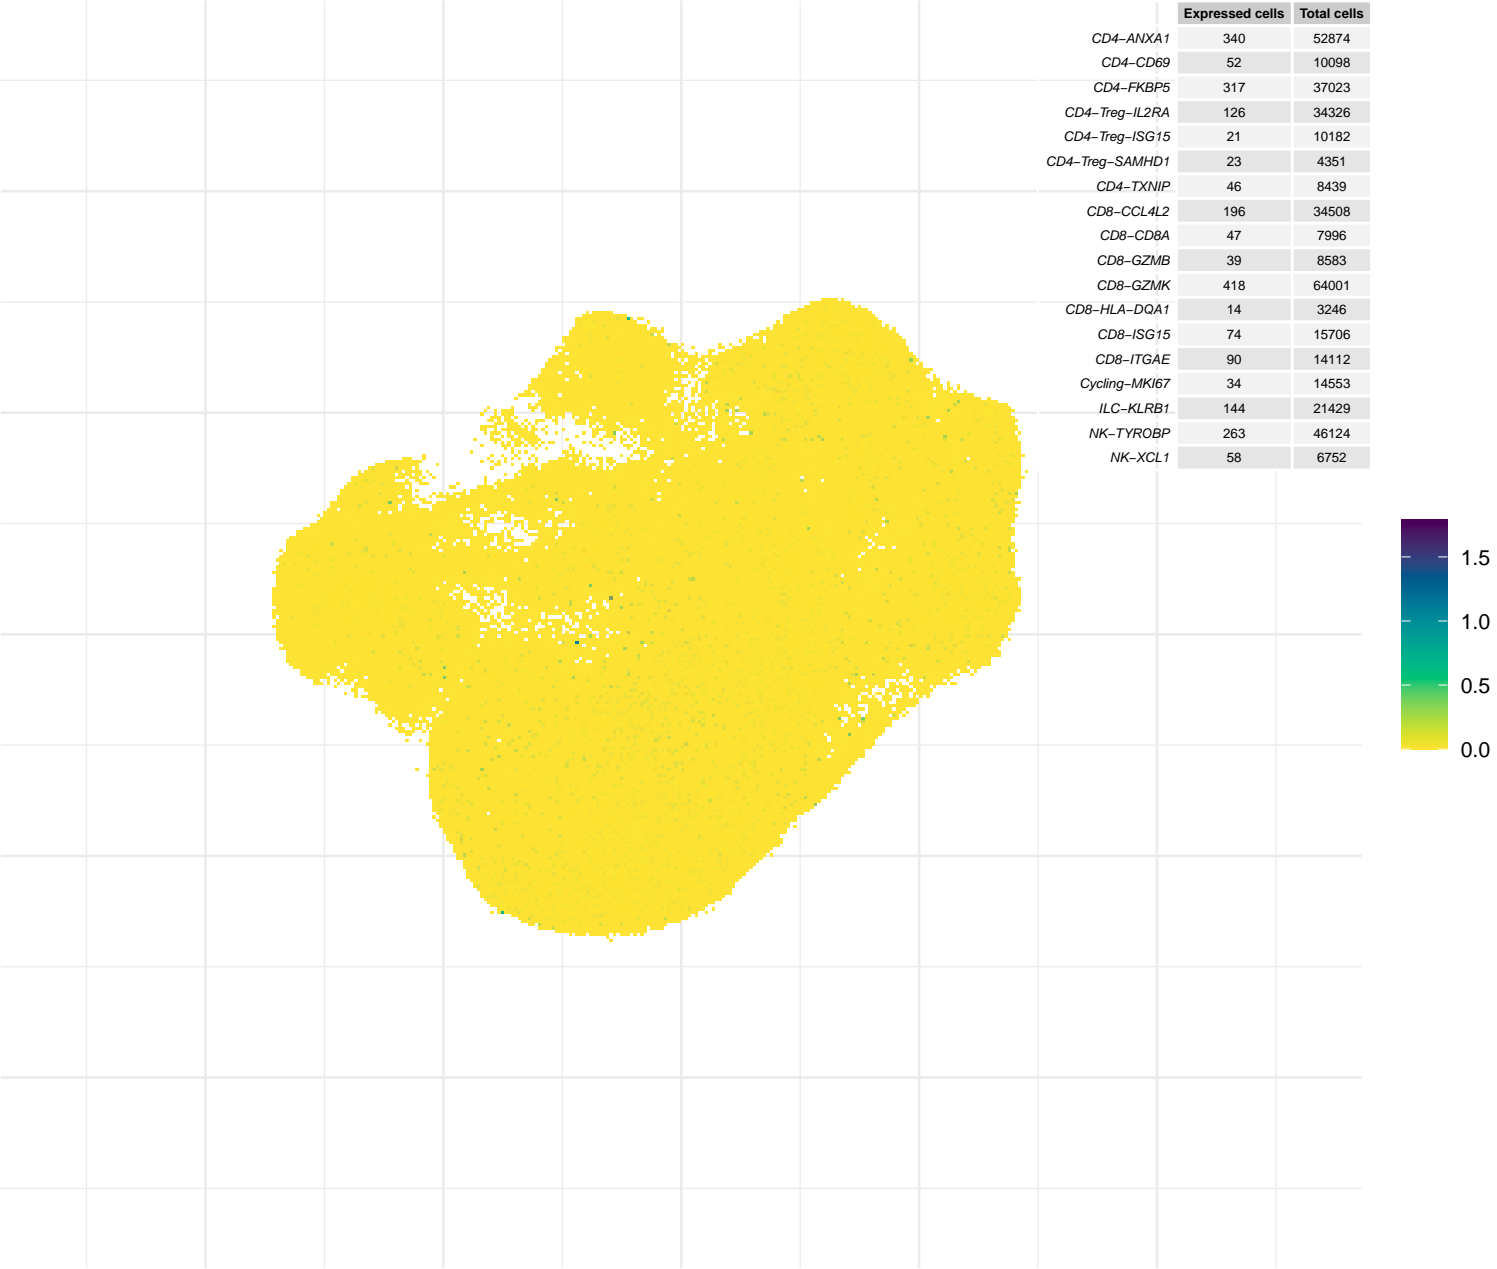 Expressed cells Total cells
CD4−ANXA1 340 52874
CD4−CD69 52 10098
CD4−FKBP5 317 37023
CD4−Treg−IL2RA 126 34326
CD4−Treg−ISG15 21 10182
CD4−Treg−SAMHD1 23 4351
CD4−TXNIP 46 8439
CD8−CCL4L2 196 34508
CD8−CD8A 47 7996
CD8−GZMB 39 8583
CD8−GZMK 418 64001
CD8−HLA−DQA1 14 3246
CD8−ISG15 74 15706
CD8−ITGAE 90 14112
Cycling−MKI67 34 14553
ILC−KLRB1 144 21429
NK−TYROBP 263 46124
NK−XCL1 58 6752
1.5
1.0
0.5
0.0